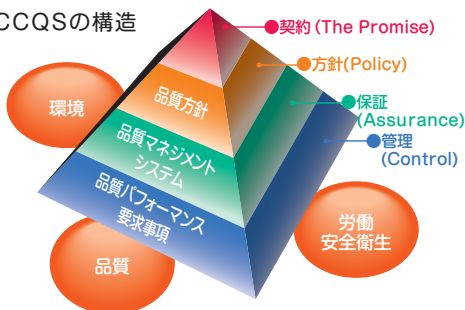 CCQSの構造
契約(The Promise)
方針(Policy)
保証
(Assurance)
管理
(Control)
環境
品質方針
品質マネジメント
システム
品質パフォーマンス
要求事項
労働
安全衛生
品質